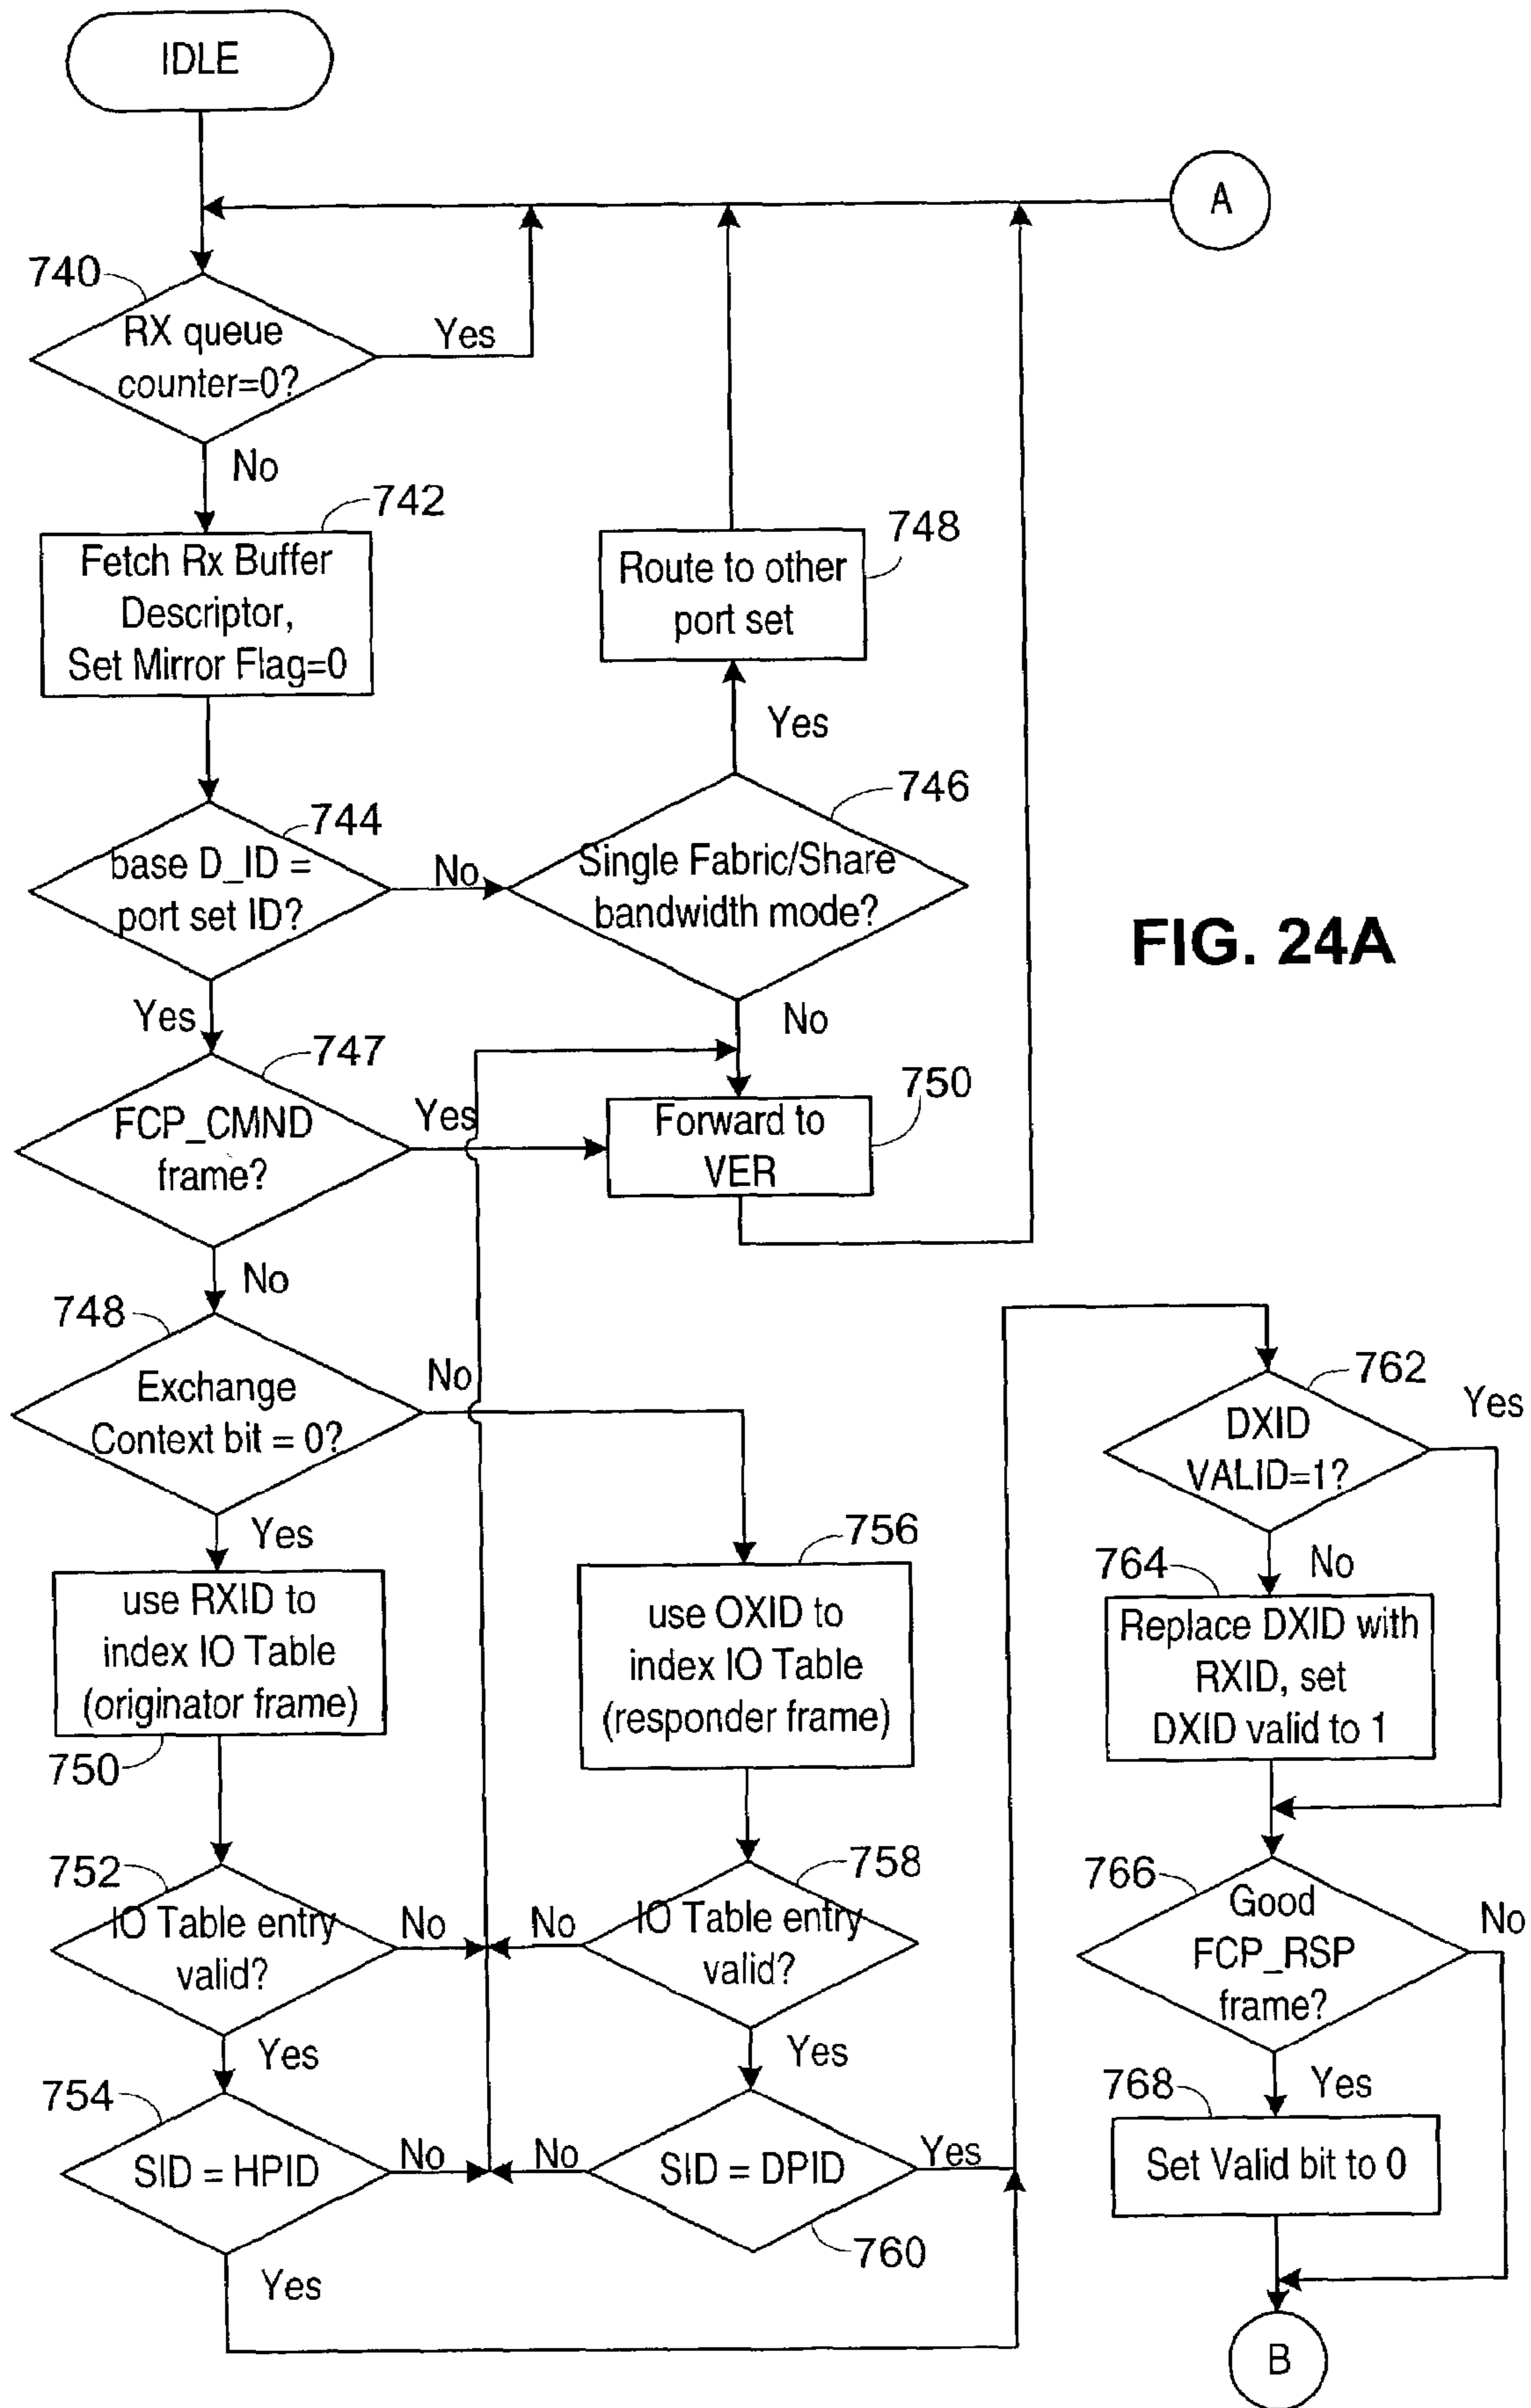 IDLE
A
740
RX queue
counter=0?
Yes
No
742
Fetch Rx Buffer
Descriptor,
Set Mirror Flag=0
748
Route to other
port set
Yes
744
base D_ID =
port set ID?
No
746
Single Fabric/Share
bandwidth mode?
FIG. 24A
Yes
No
747
FCP_CMND
frame?
Yes
750
Forward to
VER
No
748
Exchange
Context bit = 0?
No
Yes
use RXID to
index IO Table
(originator frame)
750
756
use OXID to
index IO Table
(responder frame)
752
IO Table entry
valid?
No
No
758
IO Table entry
valid?
Yes
Yes
754
SID = HPID
No
No
SID = DPID
Yes
760
Yes
762
DXID
VALID=1?
Yes
No
764
Replace DXID with
RXID, set
DXID valid to 1
766
Good
FCP_RSP
frame?
No
Yes
768
Set Valid bit to 0
B